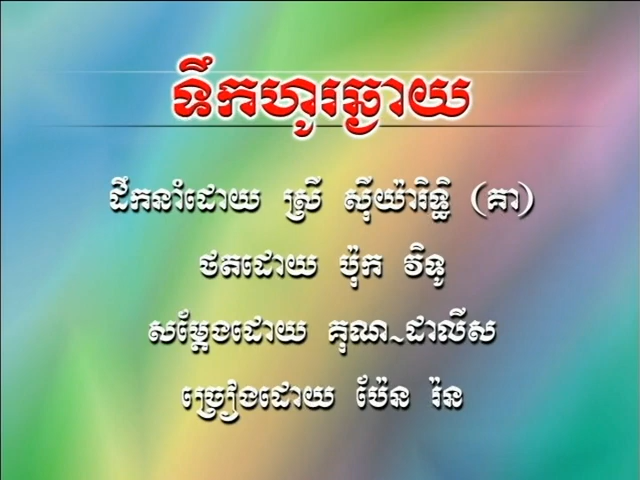 ទឹកហូរឆ្ងាយ
ដឹកនាំដោយ ស្រី ស៊ីយ៉ារិទ្ធិ (គា)
ថតដោយ ប៉ុក វិទូ
សម្តែងដោយ គុណ~ដាលីស
ច្រៀងដោយ ប៉ែន រ៉ន